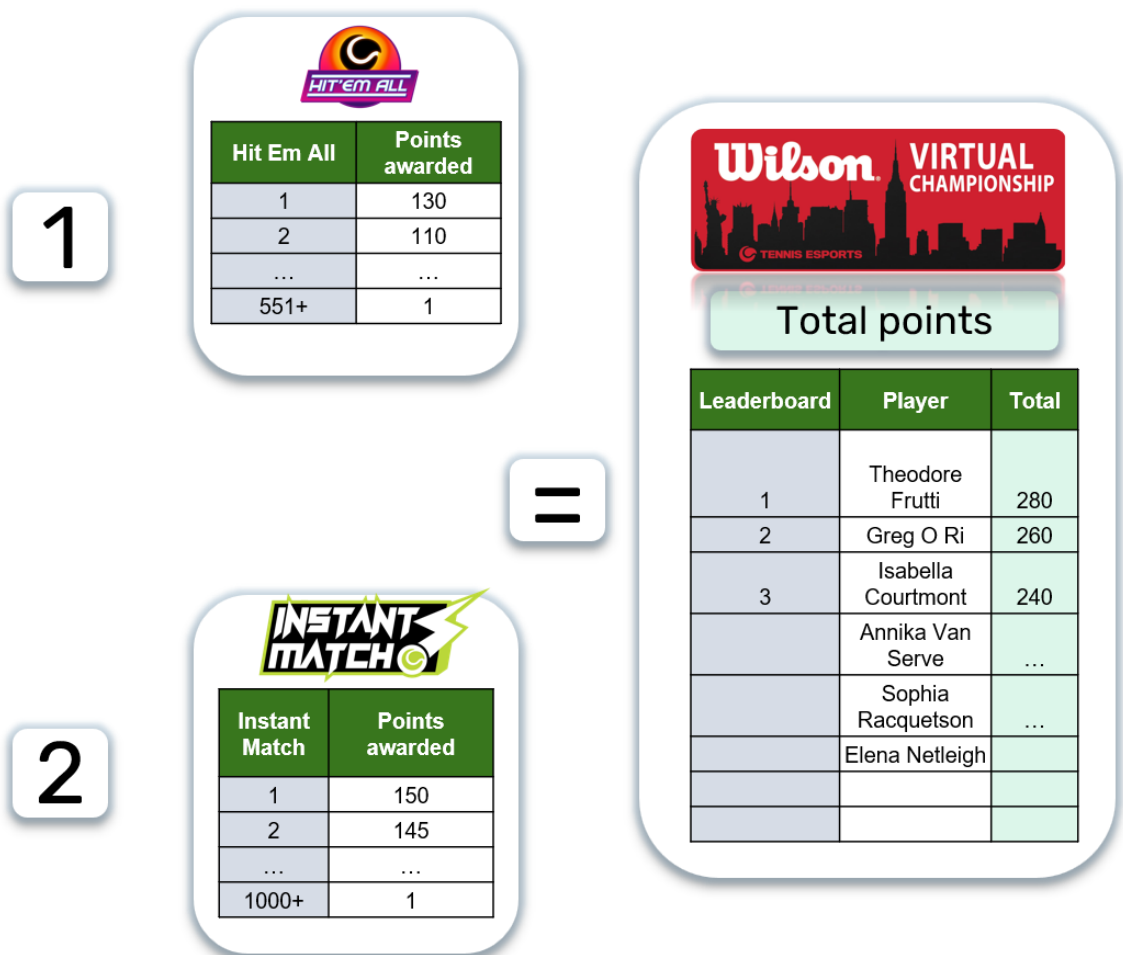 1
HIT'EM ALL
Hit Em All Points awarded
1 130
2 110
... ...
551+ 1
2
INSTANT
MATCH
Instant Match Points awarded
1 150
2 145
... ...
1000+ 1
=
Wilson. VIRTUAL
CHAMPIONSHIP
TENNIS ESPORTS
Total points
Leaderboard Player Total
1 Theodore Frutti 280
2 Greg O Ri 260
3 Isabella Courtmont 240
Annika Van Serve ...
Sophia Racquetson ...
Elena Netleigh